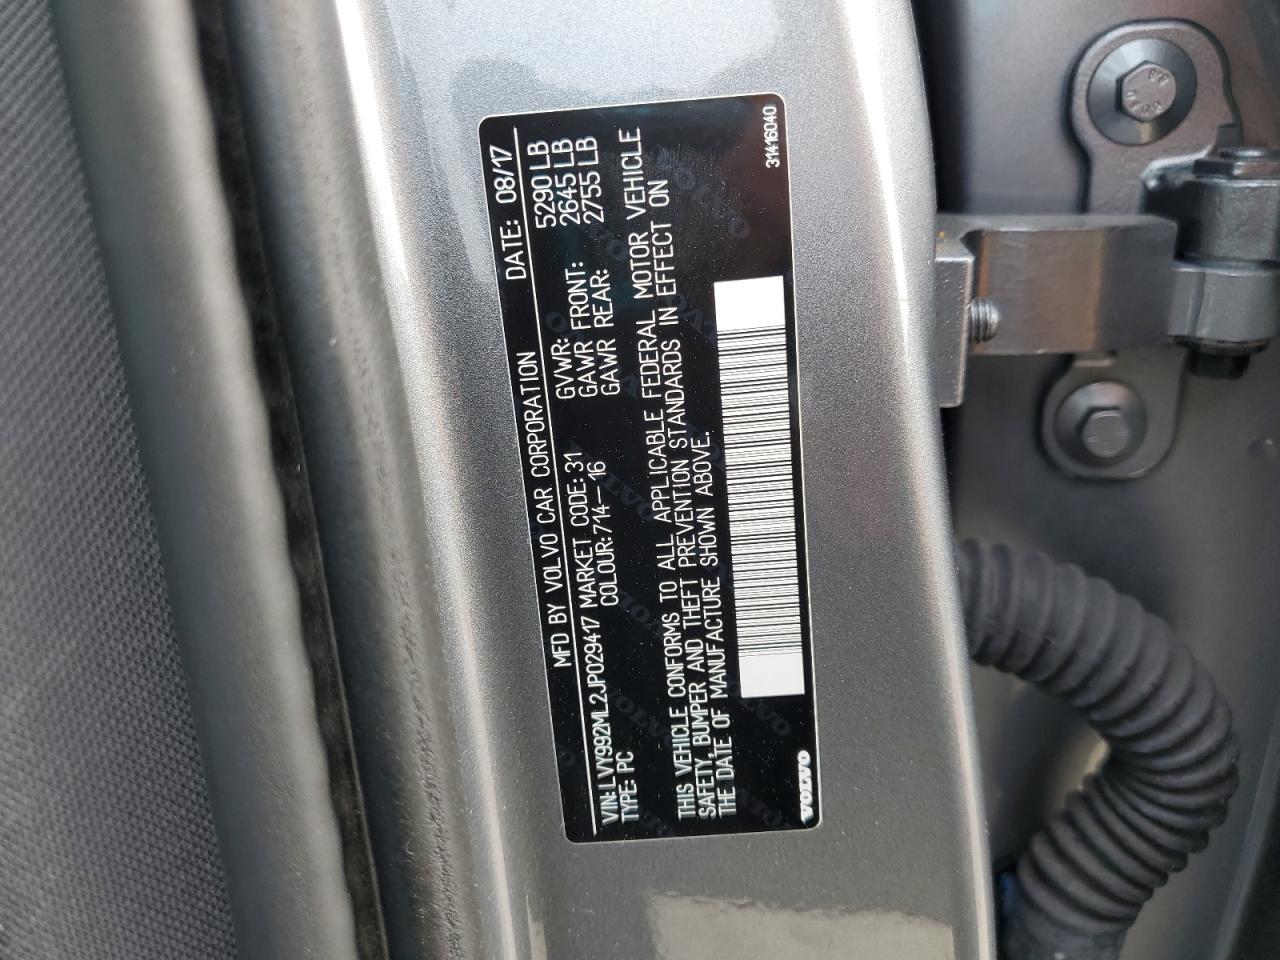 MFD BY VOLVO CAR CORPORATION DATE: 08/17
VIN: LVY992ML2JP029417 MARKET CODE: 31 GVWR: 5290 LB
TYPE: PC COLOUR: 714-16 GAWR FRONT: 2645 LB
GAWR REAR: 2755 LB
THIS VEHICLE CONFORMS TO ALL APPLICABLE FEDERAL MOTOR VEHICLE
SAFETY, BUMPER AND THEFT PREVENTION STANDARDS IN EFFECT ON
THE DATE OF MANUFACTURE SHOWN ABOVE.
VOLVO 31416040